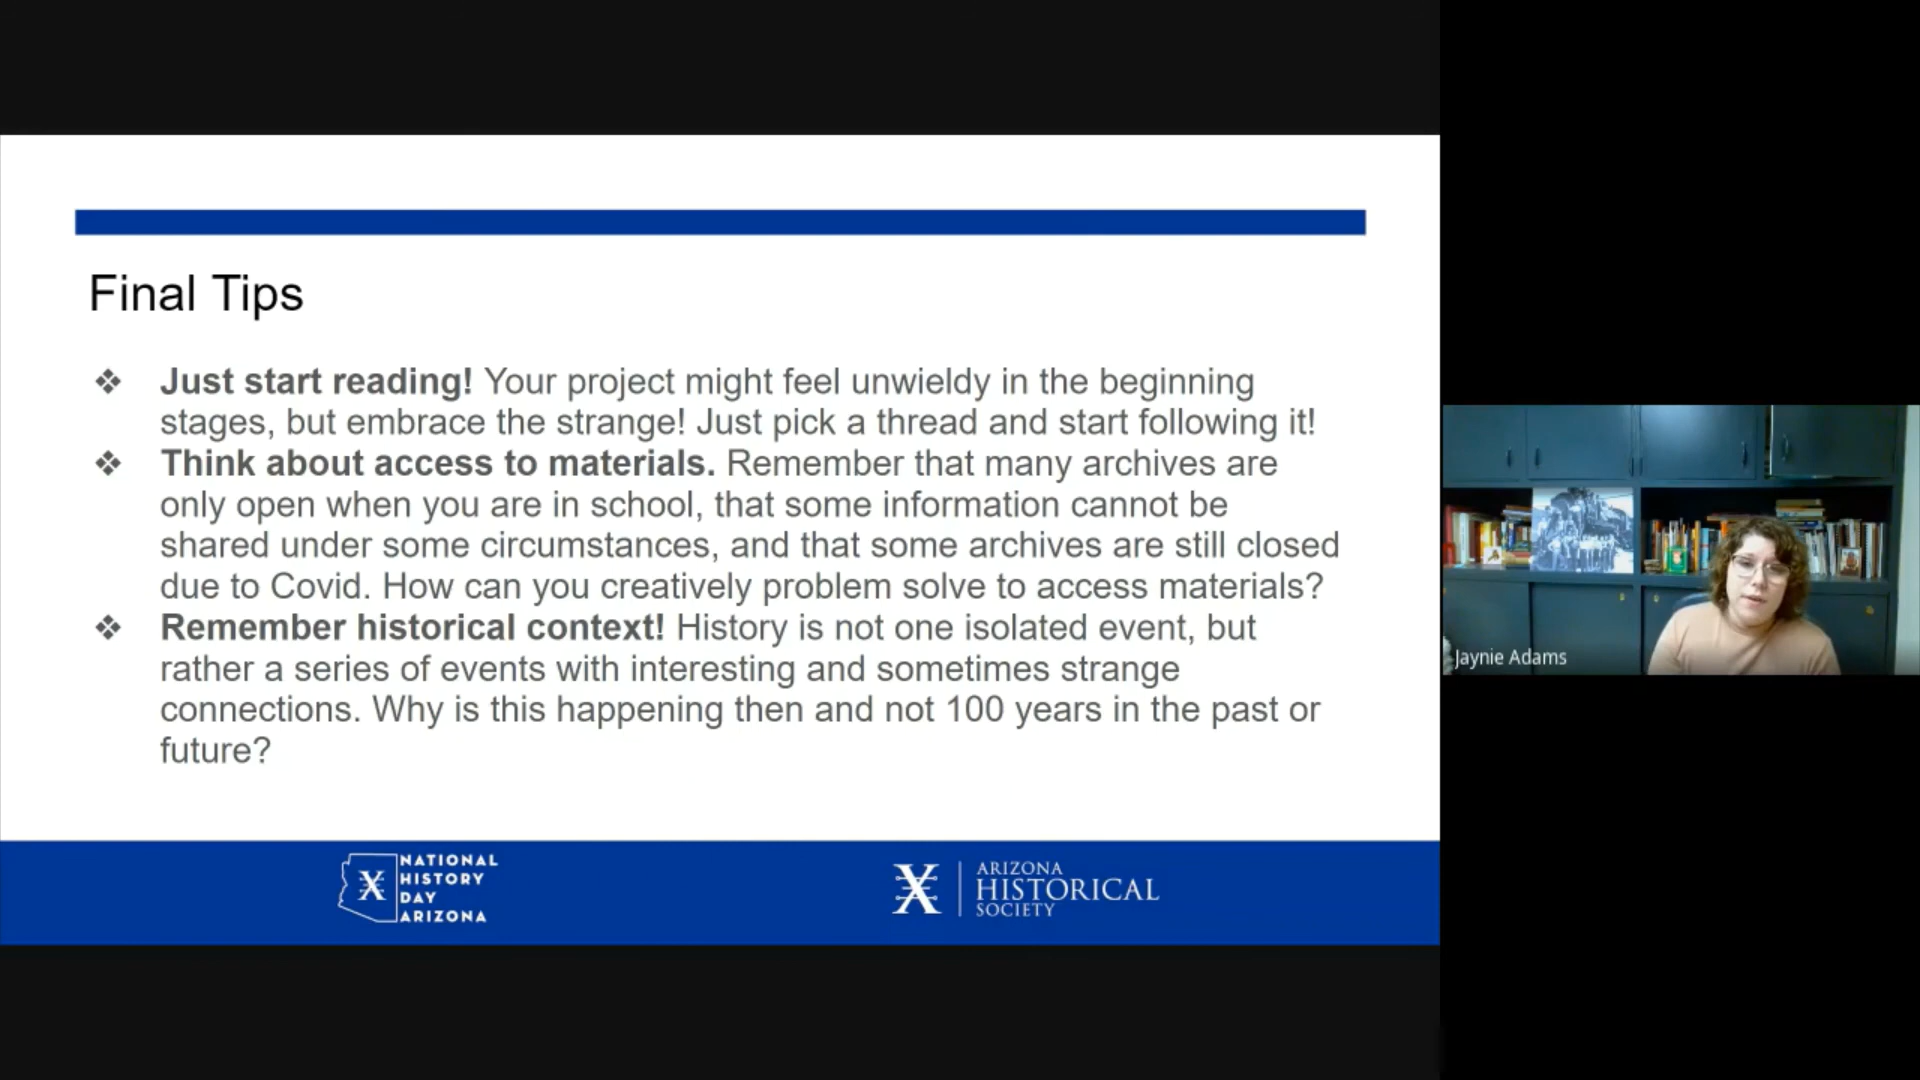 Final Tips
❖ Just start reading! Your project might feel unwieldy in the beginning
stages, but embrace the strange! Just pick a thread and start following it!
❖ Think about access to materials. Remember that many archives are
only open when you are in school, that some information cannot be
shared under some circumstances, and that some archives are still closed
due to Covid. How can you creatively problem solve to access materials?
❖ Remember historical context! History is not one isolated event, but
rather a series of events with interesting and sometimes strange
connections. Why is this happening then and not 100 years in the past or
future?
NATIONAL
HISTORY
DAY
ARIZONA
ARIZONA
HISTORICAL
SOCIETY
Jaynie Adams